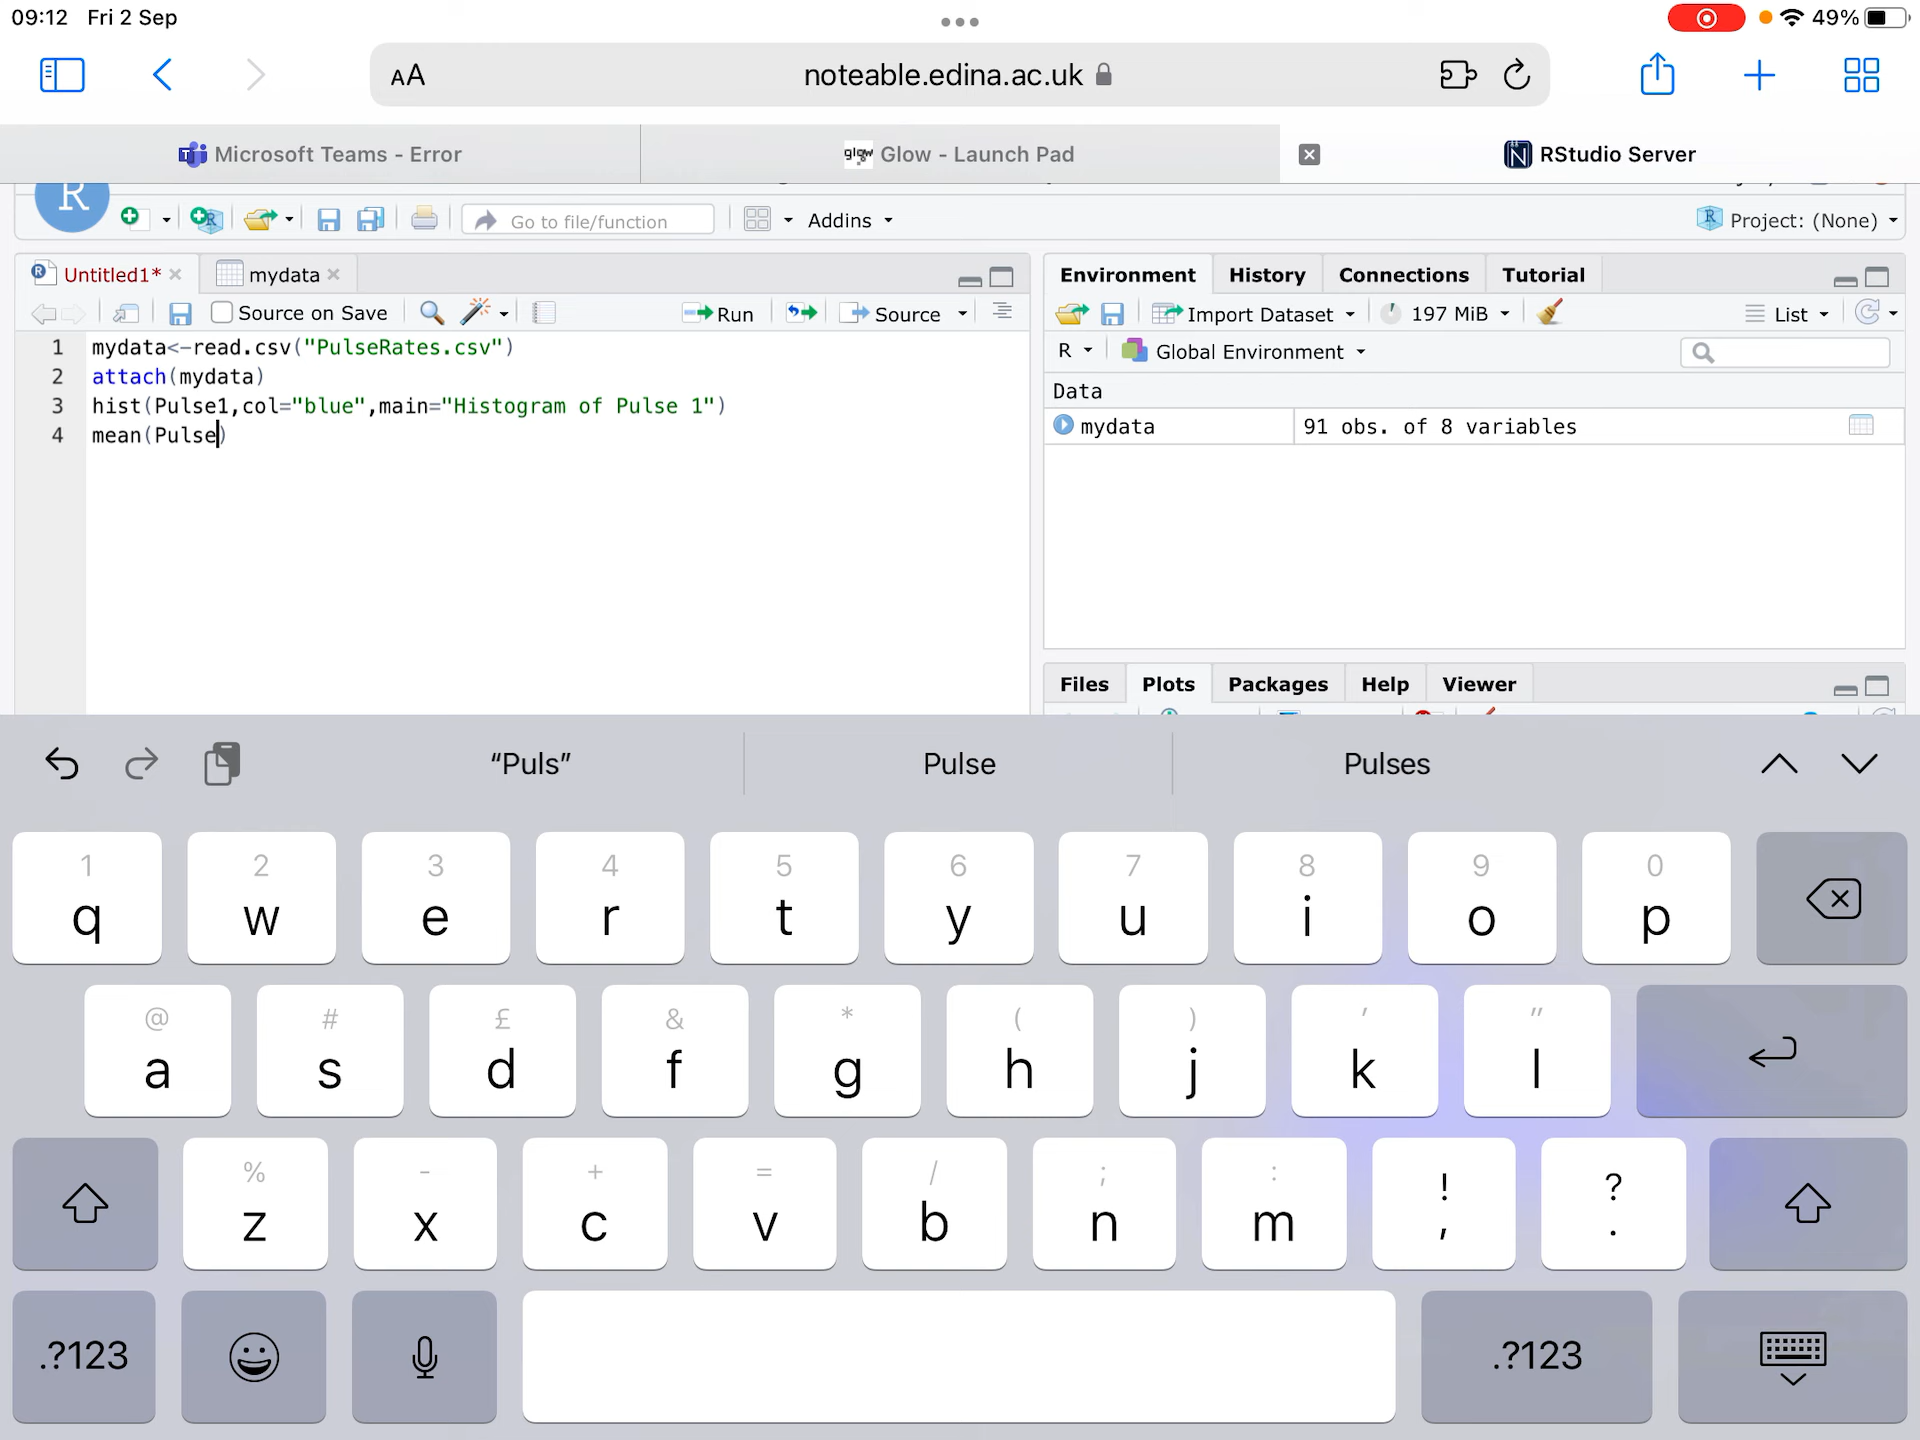 09:12 Fri 2 Sep
49%
AA
noteable.edina.ac.uk
Microsoft Teams - Error
glow Glow - Launch Pad
N RStudio Server
R
Go to file/function
Addins
Project: (None)
Untitled1*
mydata
Source on Save
Run
Source
1 mydata<-read.csv("PulseRates.csv")
2 attach(mydata)
3 hist(Pulse1,col="blue",main="Histogram of Pulse 1")
4 mean(Pulse)
Environment History Connections Tutorial
Import Dataset
197 MiB
List
R
Global Environment
Data
mydata 91 obs. of 8 variables
Files Plots Packages Help Viewer
“Puls” Pulse Pulses
1 2 3 4 5 6 7 8 9 0
q w e r t y u i o p
@ # £ & * ( ) ' "
a s d f g h j k l
% - + = / ; : ! ?
z x c v b n m , .
.?123 .?123